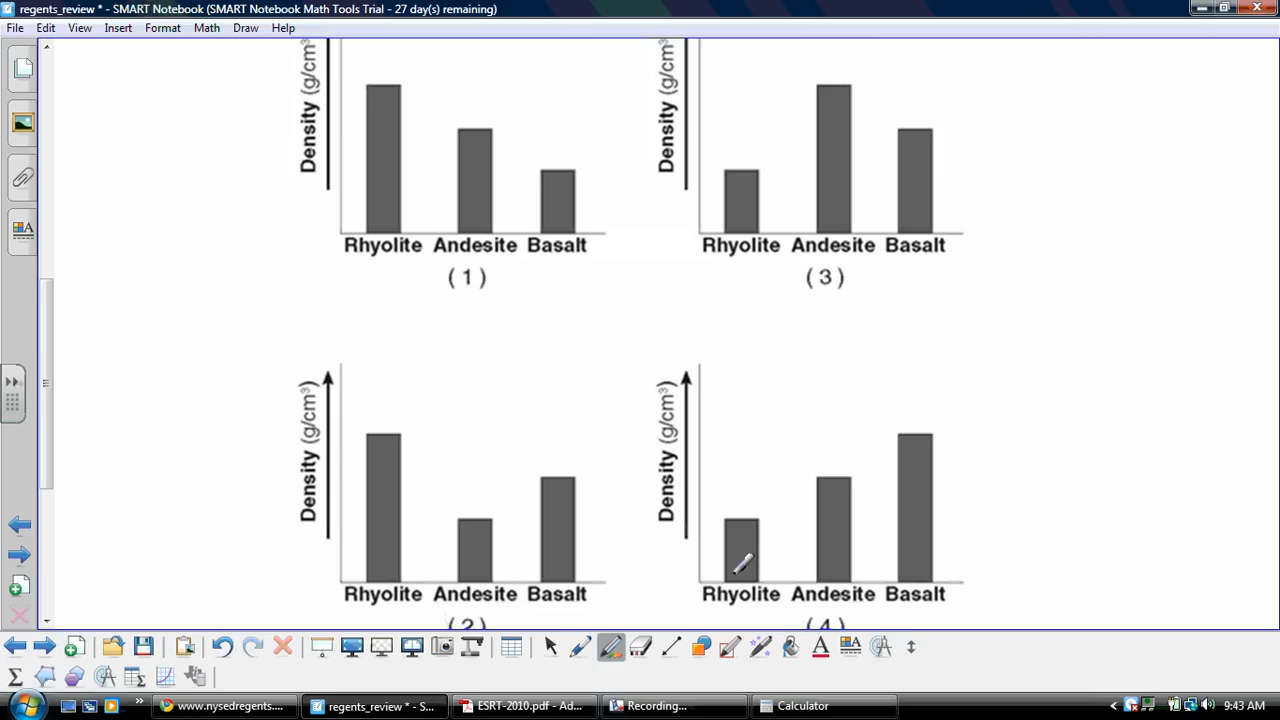 regents_review * - SMART Notebook (SMART Notebook Math Tools Trial - 27 day(s) remaining)
File Edit View Insert Format Math Draw Help
Density (g/cm³)
Rhyolite Andesite Basalt
( 1 )
Density (g/cm³)
Rhyolite Andesite Basalt
( 3 )
Density (g/cm³)
Rhyolite Andesite Basalt
( 2 )
Density (g/cm³)
Rhyolite Andesite Basalt
( 4 )
www.nysedregents.... regents_review * - S... ESRT-2010.pdf - Ad... Recording... Calculator 9:43 AM